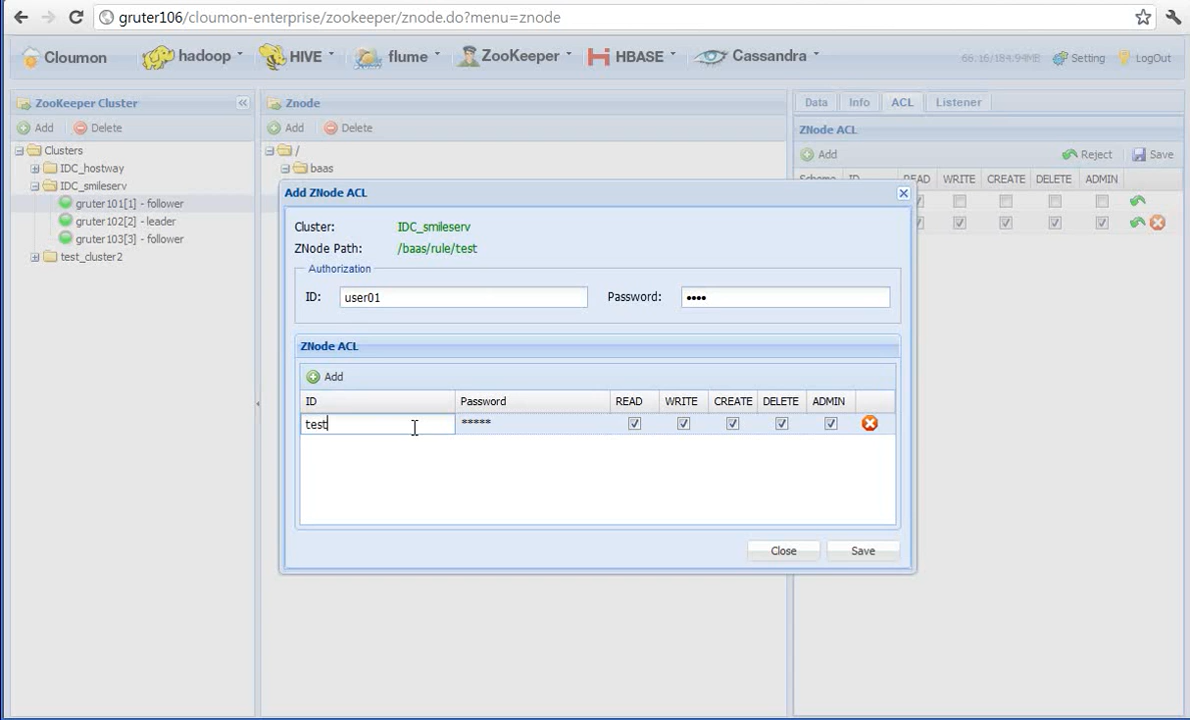 gruter106/cloumon-enterprise/zookeeper/znode.do?menu=znode
Cloumon hadoop HIVE flume ZooKeeper HBASE Cassandra 68.16/184.94MB Setting LogOut
ZooKeeper Cluster
Add Delete
Clusters
IDC_hostway
IDC_smileserv
gruter101[1] - follower
gruter102[2] - leader
gruter103[3] - follower
test_cluster2
Znode
Add Delete
/
baas
Data Info ACL Listener
ZNode ACL
Add Reject Save
WRITE CREATE DELETE ADMIN
Add ZNode ACL
Cluster: IDC_smileserv
ZNode Path: /baas/rule/test
Authorization
ID: user01 Password: ••••
ZNode ACL
Add
ID Password READ WRITE CREATE DELETE ADMIN
test *****
Close Save